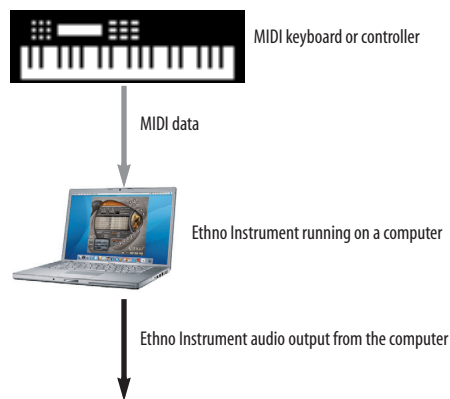 MIDI keyboard or controller
MIDI data
Ethno Instrument running on a computer
Ethno Instrument audio output from the computer